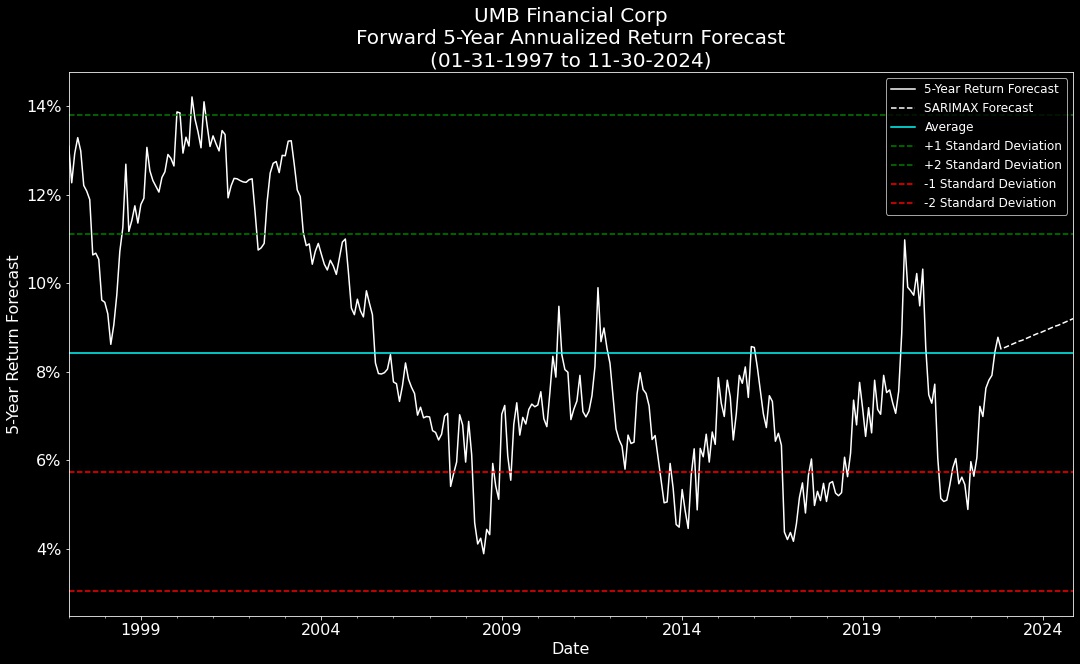 UMB Financial Corp
Forward 5-Year Annualized Return Forecast
(01-31-1997 to 11-30-2024)
5-Year Return Forecast
SARIMAX Forecast
Average
+1 Standard Deviation
+2 Standard Deviation
-1 Standard Deviation
-2 Standard Deviation
14%
12%
10%
8%
6%
4%
5-Year Return Forecast
1999
2004
2009
2014
2019
2024
Date